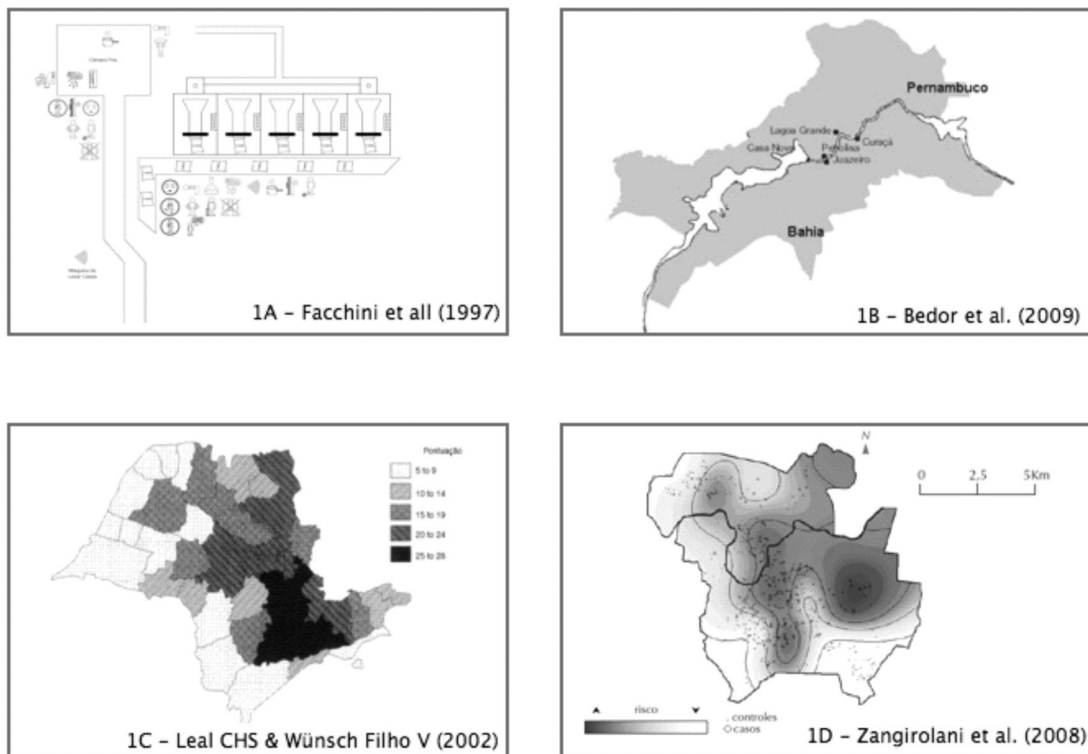 Câmara Fria
Máquina de
Lavar Caixas
1A – Facchini et all (1997)
Pernambuco
Lagoa Grande
Curaçá
Casa Nova
Petrolina
Juazeiro
Bahia
1B – Bedor et al. (2009)
Pontuação
5 to 9
10 to 14
15 to 19
20 to 24
25 to 28
1C – Leal CHS & Wünsch Filho V (2002)
N
0 2,5 5Km
risco
. controles
◇casos
1D – Zangirolani et al. (2008)